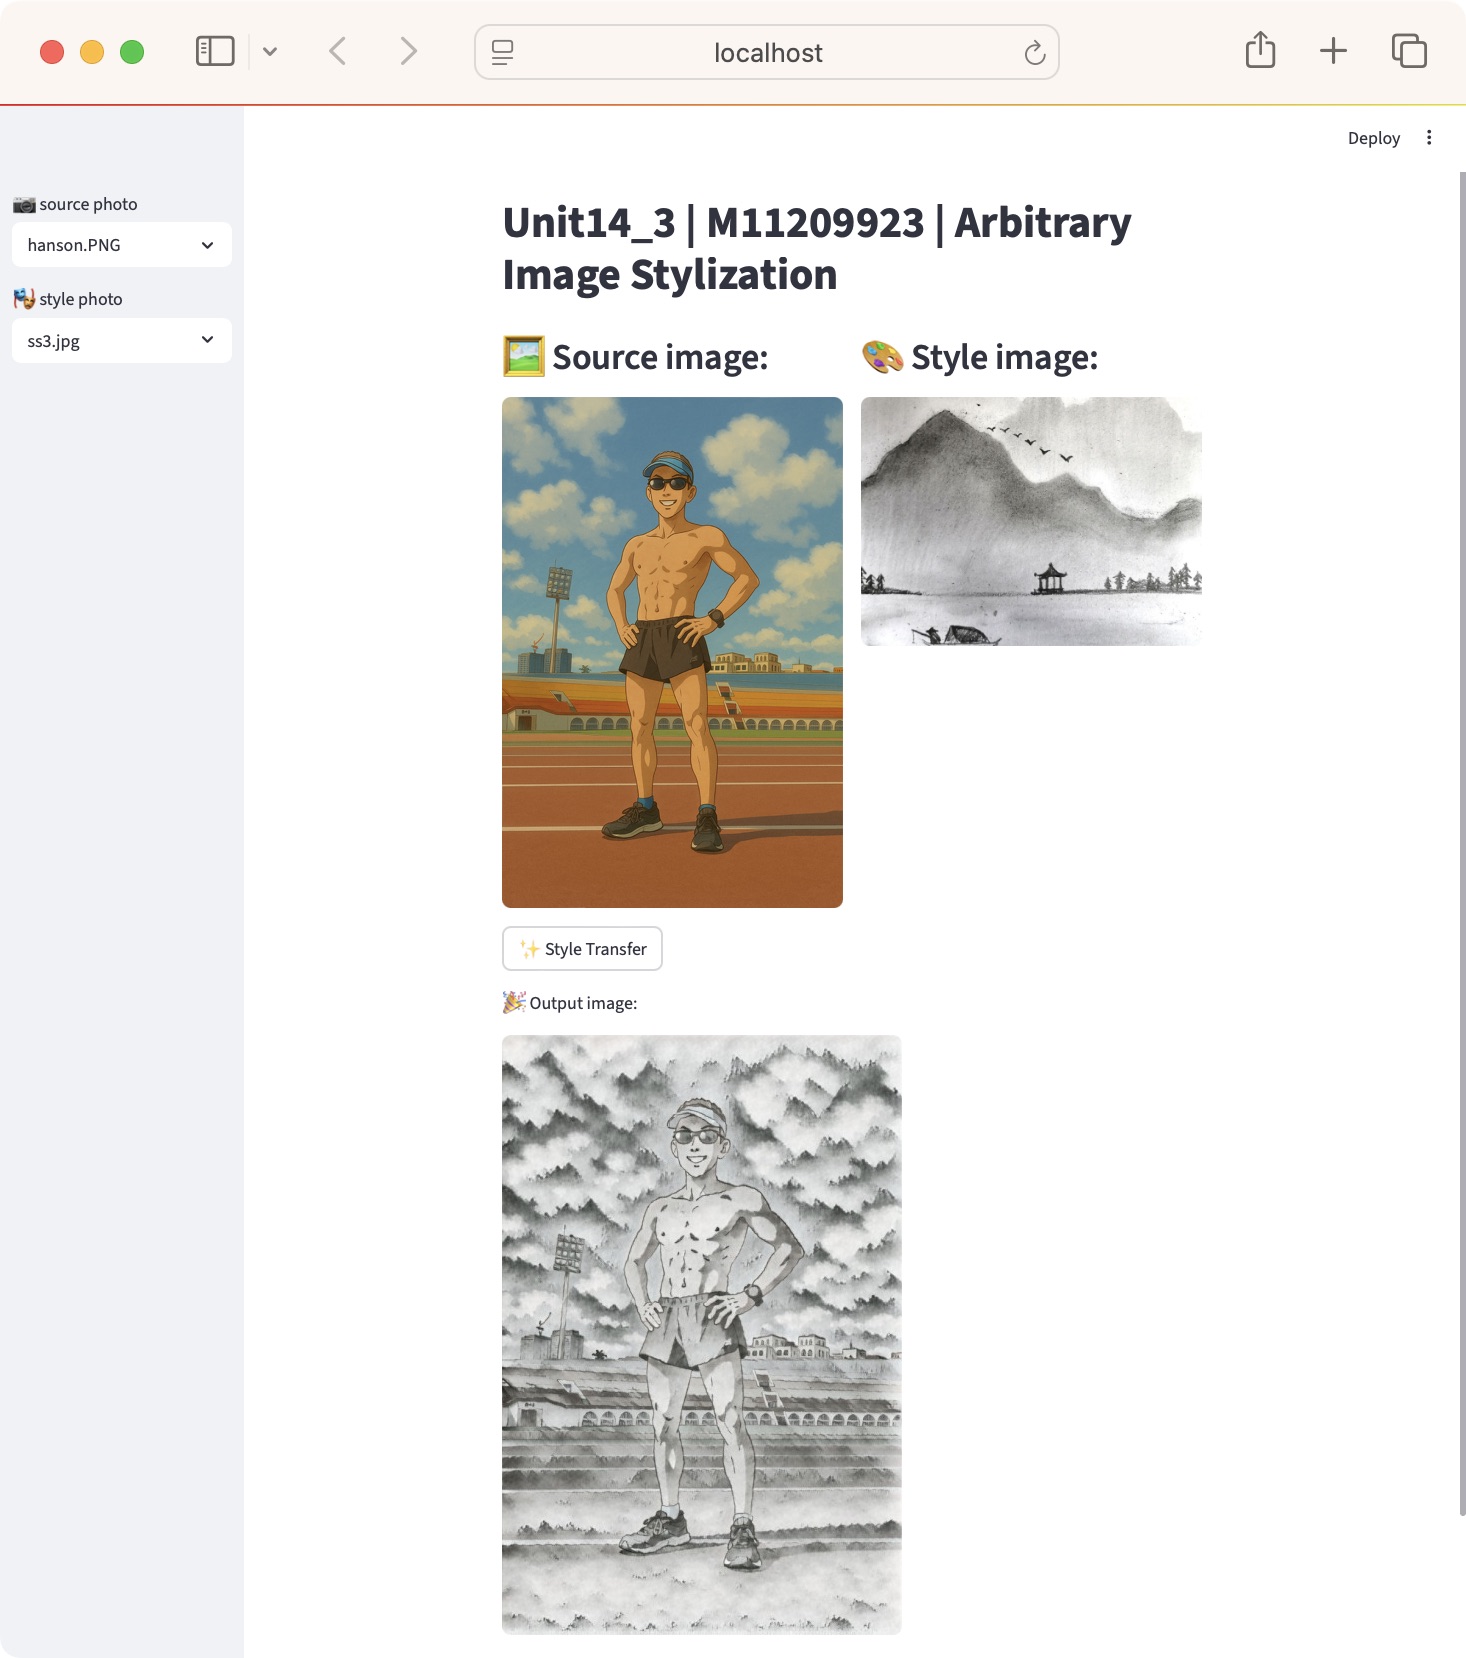 localhost
Deploy
source photo
hanson.PNG
style photo
ss3.jpg
Unit14_3 | M11209923 | Arbitrary
Image Stylization
Source image:
Style image:
Style Transfer
Output image: